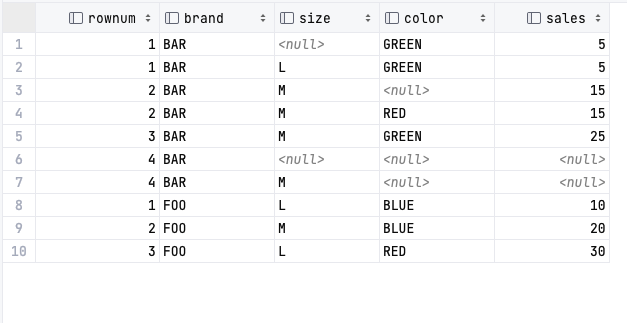 rownum brand size color sales
1 1 BAR <null> GREEN 5
2 1 BAR L GREEN 5
3 2 BAR M <null> 15
4 2 BAR M RED 15
5 3 BAR M GREEN 25
6 4 BAR <null> <null> <null>
7 4 BAR M <null> <null>
8 1 FOO L BLUE 10
9 2 FOO M BLUE 20
10 3 FOO L RED 30